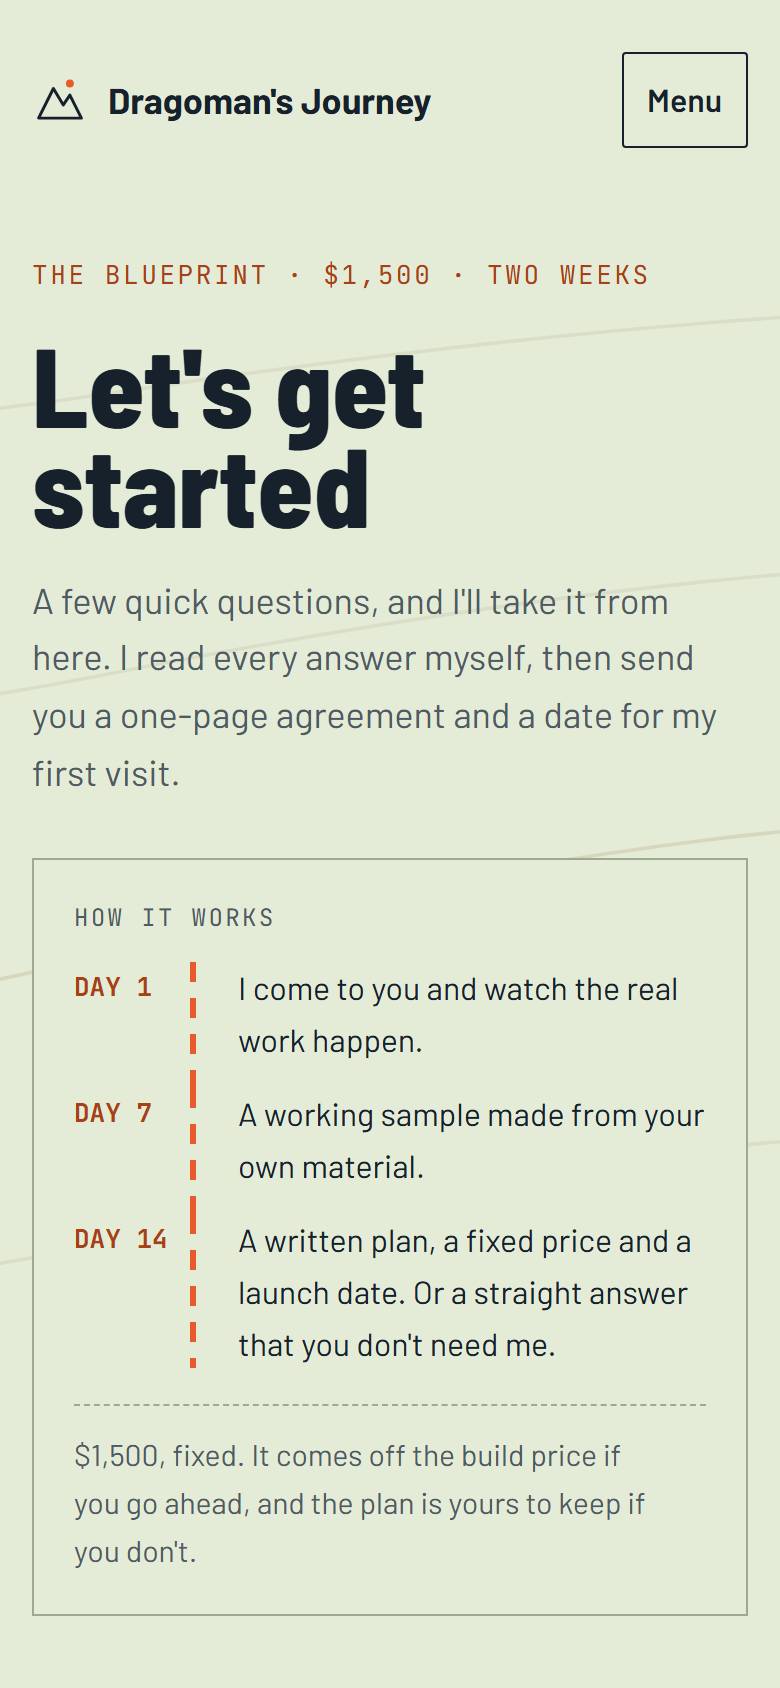 Dragoman's Journey
Menu
THE BLUEPRINT · $1,500 · TWO WEEKS
Let's get
started
A few quick questions, and I'll take it from
here. I read every answer myself, then send
you a one-page agreement and a date for my
first visit.
HOW IT WORKS
DAY 1
I come to you and watch the real
work happen.
DAY 7
A working sample made from your
own material.
DAY 14
A written plan, a fixed price and a
launch date. Or a straight answer
that you don't need me.
$1,500, fixed. It comes off the build price if
you go ahead, and the plan is yours to keep if
you don't.